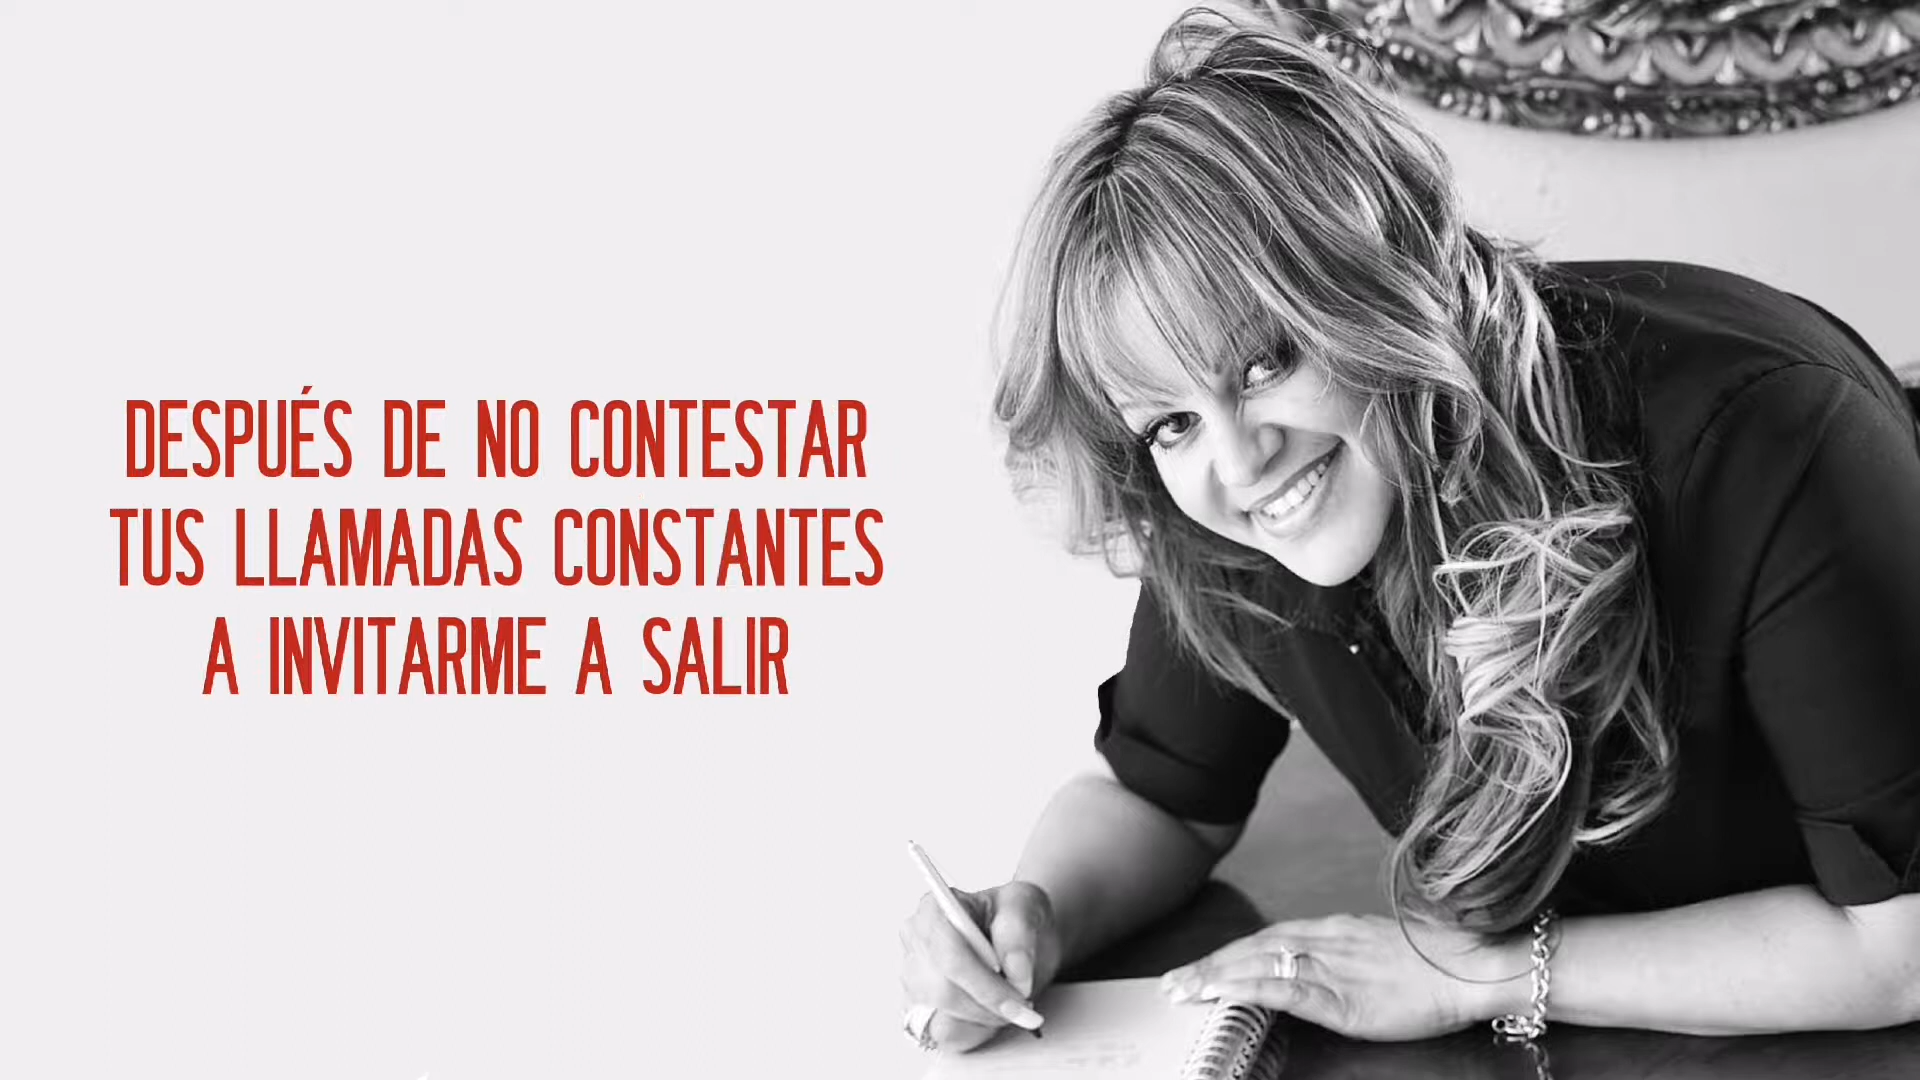 DESPUÉS DE NO CONTESTAR
TUS LLAMADAS CONSTANTES
A INVITARME A SALIR